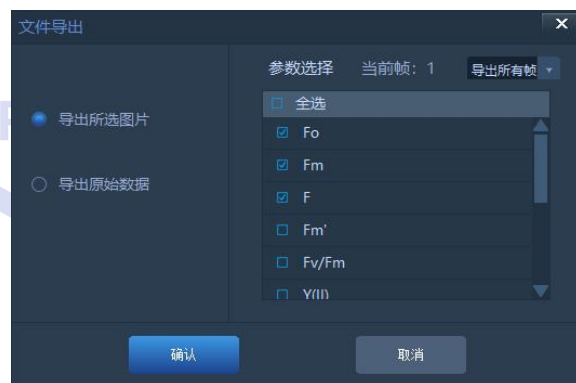 文件导出
参数选择 当前帧：1 导出所有帧
全选
导出所选图片
Fo
Fm
导出原始数据
F
Fm'
Fv/Fm
Y(II)
确认 取消